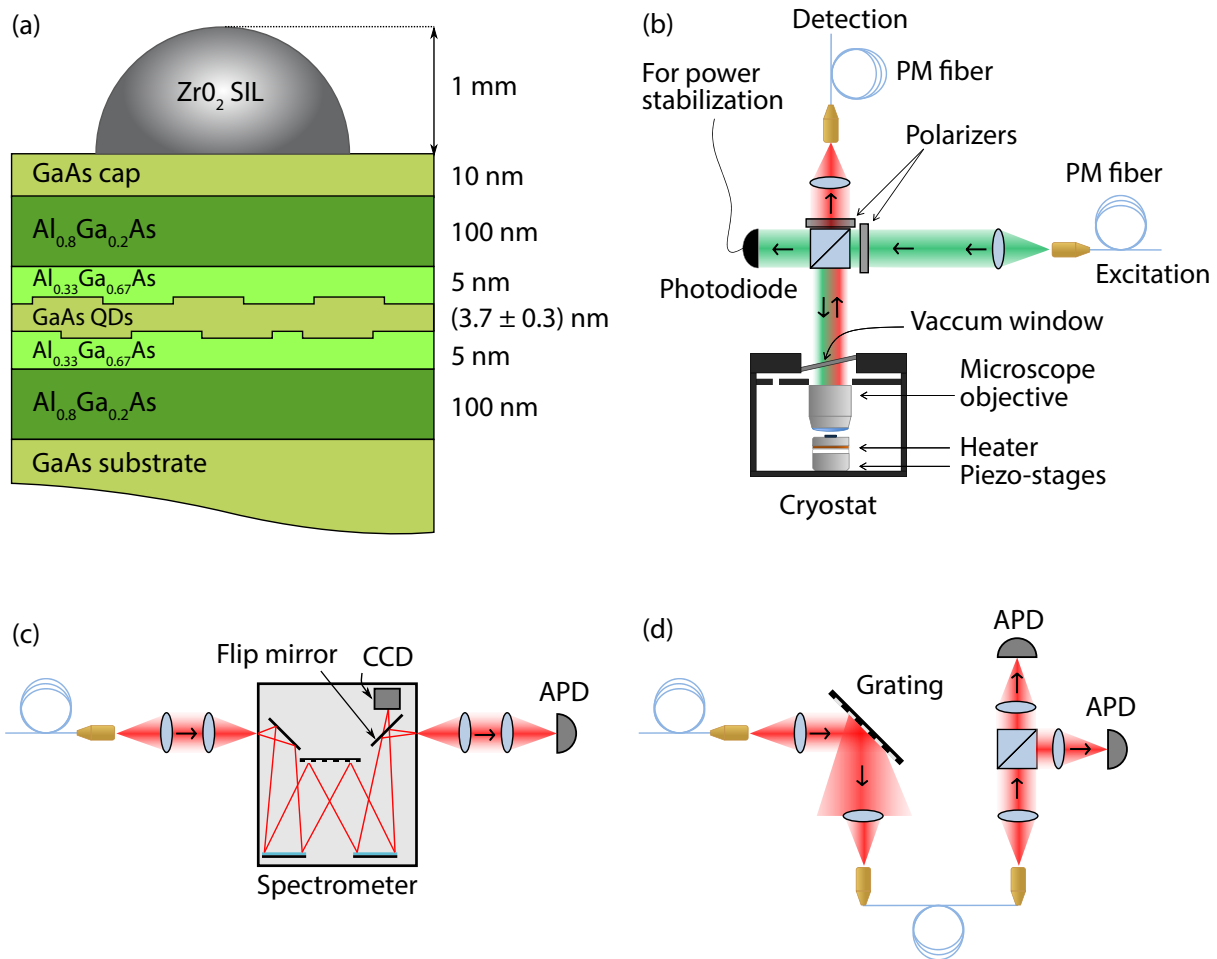 (a)
ZrO₂ SIL
1 mm
GaAs cap
10 nm
Al₀.₈Ga₀.₂As
100 nm
Al₀.₃₃Ga₀.₆₇As
5 nm
GaAs QDs
(3.7 ± 0.3) nm
Al₀.₃₃Ga₀.₆₇As
5 nm
Al₀.₈Ga₀.₂As
100 nm
GaAs substrate
(b)
Detection
PM fiber
For power
stabilization
Polarizers
PM fiber
Excitation
Photodiode
Vaccum window
Microscope
objective
Heater
Piezo-stages
Cryostat
(c)
Flip mirror
CCD
APD
Spectrometer
(d)
APD
Grating
APD